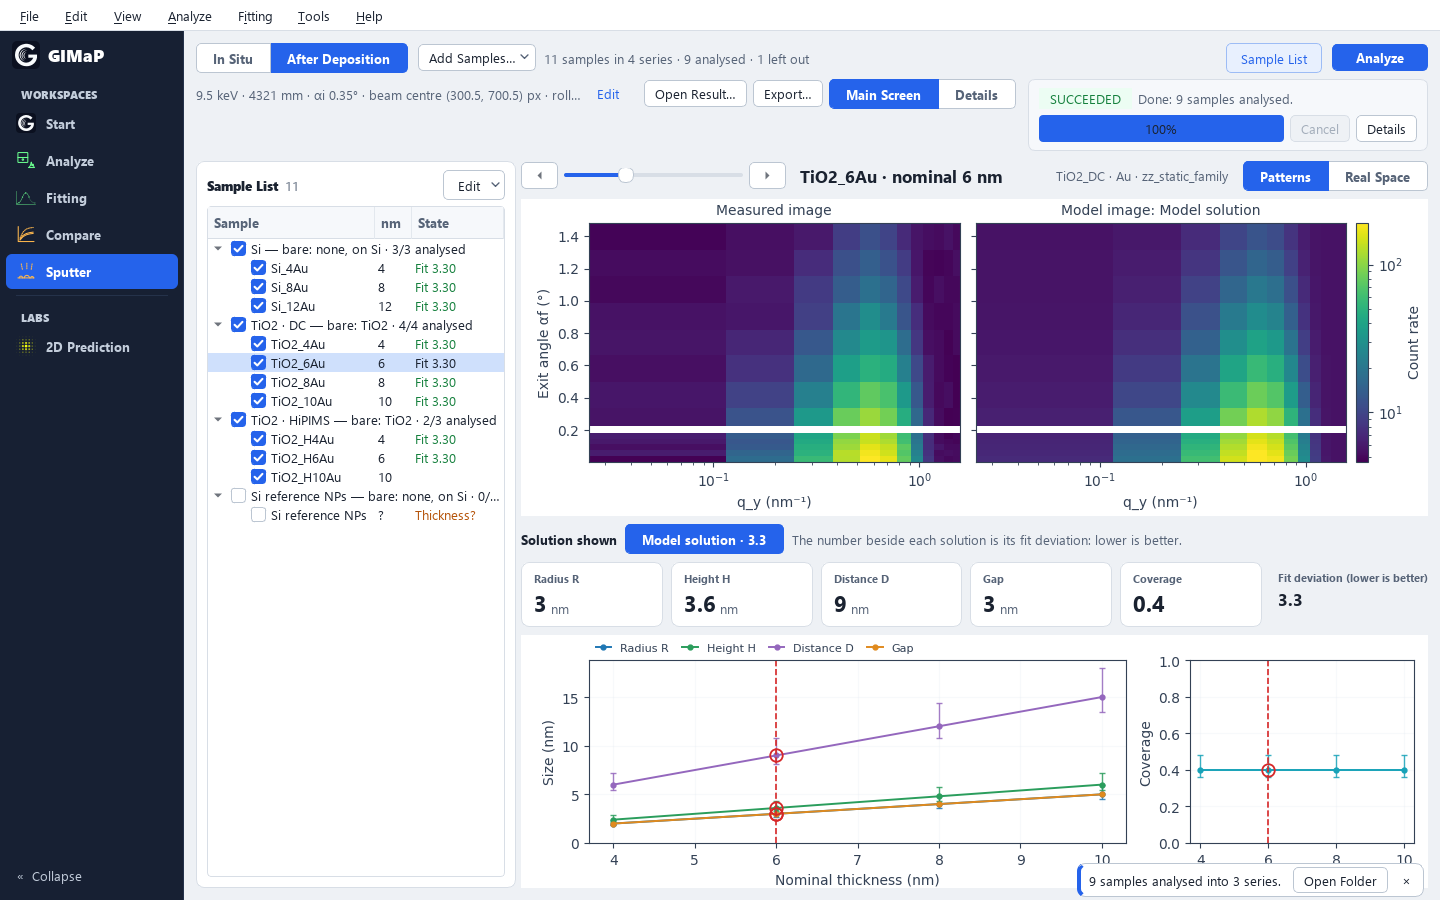 File Edit View Analyze Fitting Tools Help
GIMaP
WORKSPACES
Start
Analyze
Fitting
Compare
Sputter
LABS
2D Prediction
« Collapse
In Situ After Deposition Add Samples... 11 samples in 4 series · 9 analysed · 1 left out Sample List Analyze
9.5 keV · 4321 mm · αi 0.35° · beam centre (300.5, 700.5) px · roll... Edit Open Result... Export... Main Screen Details
SUCCEEDED Done: 9 samples analysed.
100% Cancel Details
Sample List 11 Edit
Sample nm State
Si — bare: none, on Si · 3/3 analysed
Si_4Au 4 Fit 3.30
Si_8Au 8 Fit 3.30
Si_12Au 12 Fit 3.30
TiO2 · DC — bare: TiO2 · 4/4 analysed
TiO2_4Au 4 Fit 3.30
TiO2_6Au 6 Fit 3.30
TiO2_8Au 8 Fit 3.30
TiO2_10Au 10 Fit 3.30
TiO2 · HiPIMS — bare: TiO2 · 2/3 analysed
TiO2_H4Au 4 Fit 3.30
TiO2_H6Au 6 Fit 3.30
TiO2_H10Au 10
Si reference NPs — bare: none, on Si · 0/...
Si reference NPs ? Thickness?
TiO2_6Au · nominal 6 nm TiO2_DC · Au · zz_static_family Patterns Real Space
Measured image Model image: Model solution
Exit angle αf (°)
1.4
1.2
1.0
0.8
0.6
0.4
0.2
10⁻¹ 10⁰ 10⁻¹ 10⁰
q_y (nm⁻¹) q_y (nm⁻¹)
10²
10¹
Count rate
Solution shown Model solution · 3.3 The number beside each solution is its fit deviation: lower is better.
Radius R Height H Distance D Gap Coverage Fit deviation (lower is better)
3 nm 3.6 nm 9 nm 3 nm 0.4 3.3
Radius R Height H Distance D Gap
Size (nm)
15
10
5
0
4 5 6 7 8 9 10
Nominal thickness (nm)
Coverage
1.0
0.8
0.6
0.4
0.2
0.0
4 6 8 10
9 samples analysed into 3 series. Open Folder ×